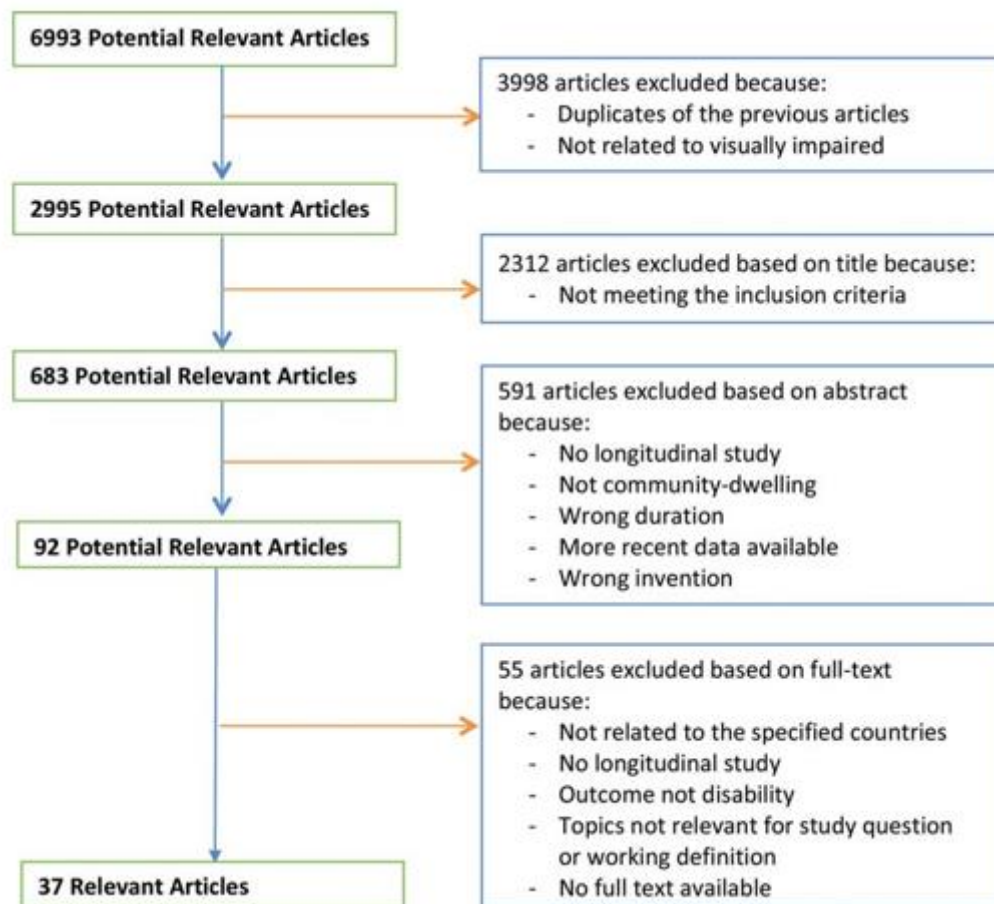 6993 Potential Relevant Articles
3998 articles excluded because:
- Duplicates of the previous articles
- Not related to visually impaired
2995 Potential Relevant Articles
2312 articles excluded based on title because:
- Not meeting the inclusion criteria
683 Potential Relevant Articles
591 articles excluded based on abstract
because:
- No longitudinal study
- Not community-dwelling
- Wrong duration
- More recent data available
- Wrong invention
92 Potential Relevant Articles
55 articles excluded based on full-text
because:
- Not related to the specified countries
- No longitudinal study
- Outcome not disability
- Topics not relevant for study question
or working definition
- No full text available
37 Relevant Articles